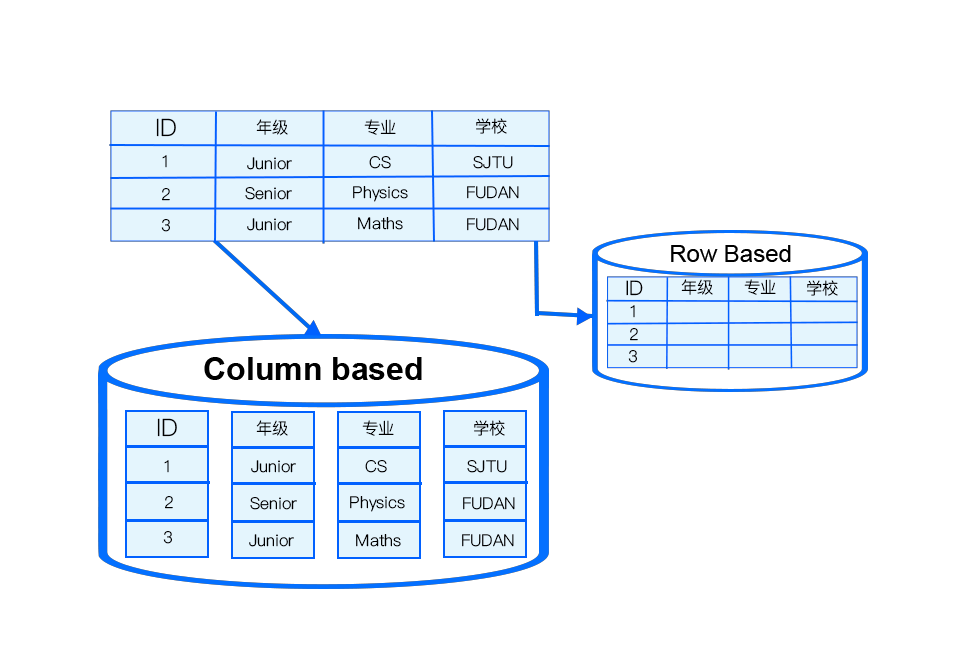 ID 年级 专业 学校
1 Junior CS SJTU
2 Senior Physics FUDAN
3 Junior Maths FUDAN
Row Based
ID 年级 专业 学校
1
2
3
Column based
ID 年级 专业 学校
1 Junior CS SJTU
2 Senior Physics FUDAN
3 Junior Maths FUDAN